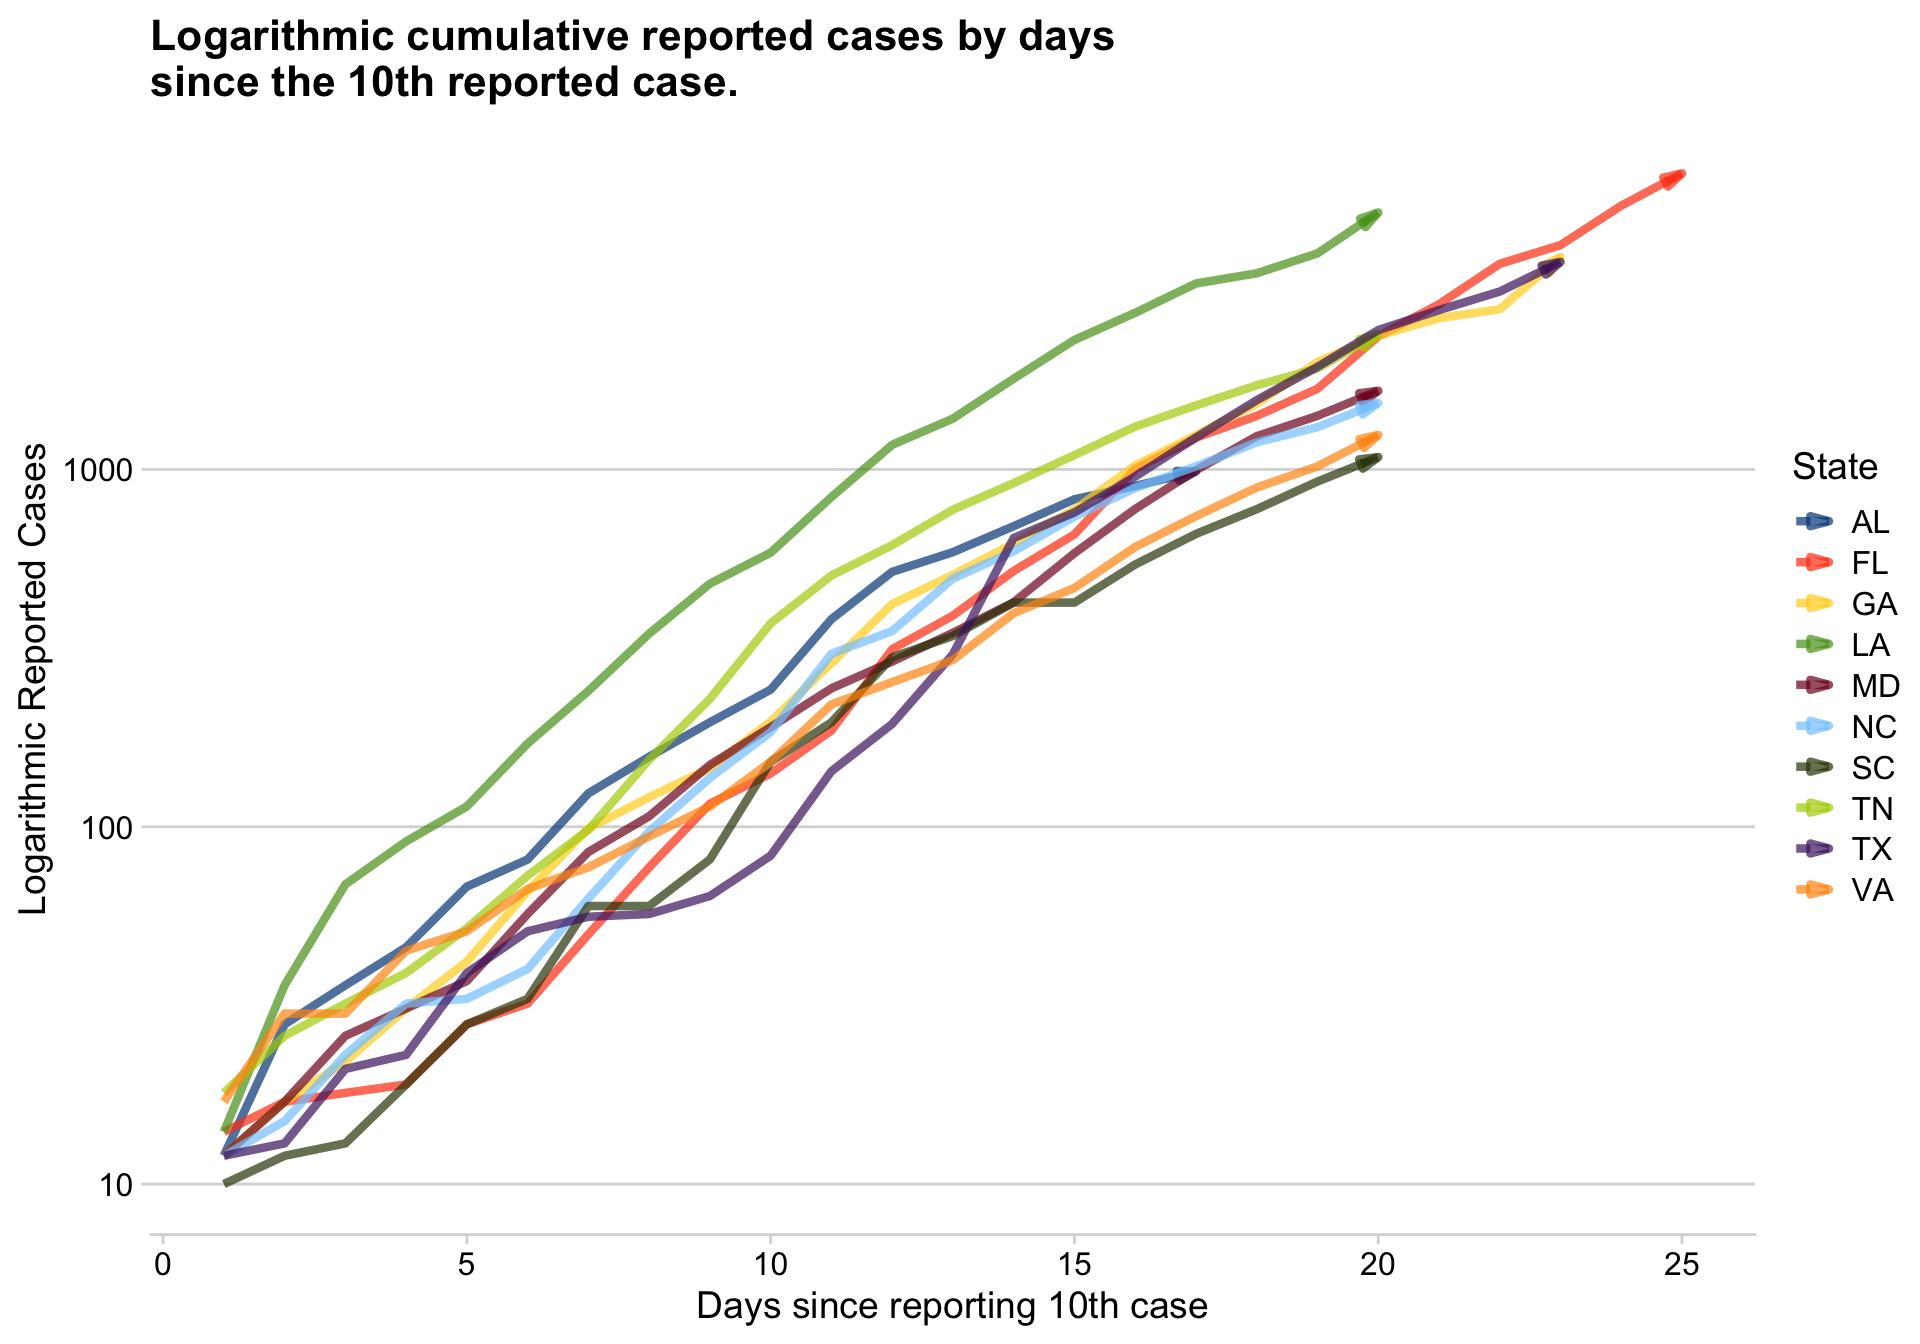 Logarithmic cumulative reported cases by days
since the 10th reported case.
Logarithmic Reported Cases
1000
100
10
0
5
10
15
20
25
Days since reporting 10th case
State
AL
FL
GA
LA
MD
NC
SC
TN
TX
VA